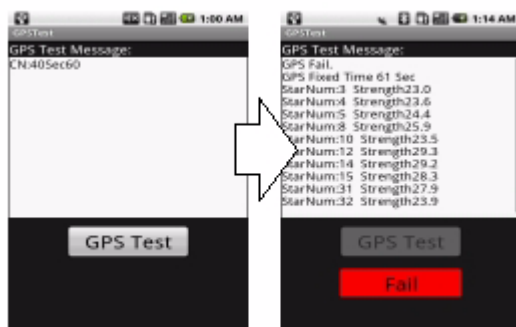 1:00 AM
GPSTest
GPS Test Message:
CN:40Sec60
GPS Test
1:14 AM
GPSTest
GPS Test Message:
GPS Fail.
GPS Fixed Time 61 Sec
StarNum:3 Strength23.0
StarNum:4 Strength23.6
StarNum:5 Strength24.4
StarNum:8 Strength25.9
StarNum:10 Strength23.5
StarNum:12 Strength29.3
StarNum:14 Strength29.2
StarNum:15 Strength28.3
StarNum:31 Strength27.9
StarNum:32 Strength23.9
GPS Test
Fail